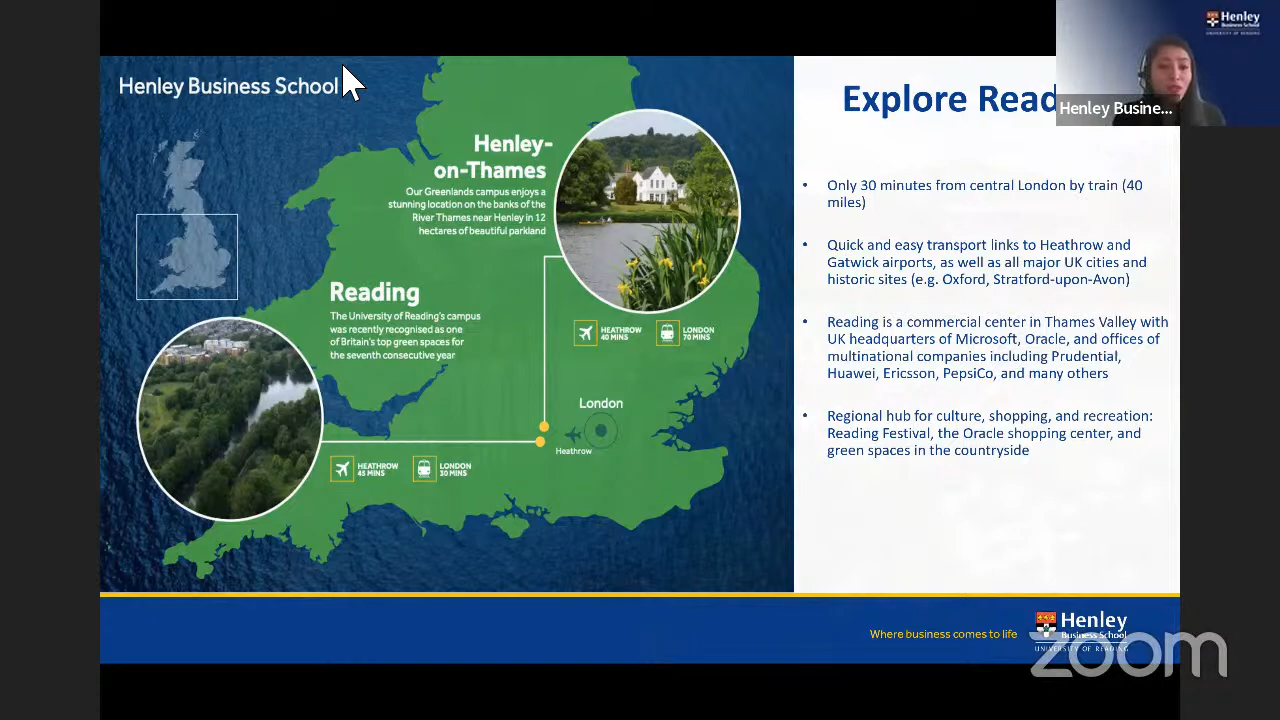 Henley Business School
Henley-
on-Thames
Our Greenlands campus enjoys a
stunning location on the banks of the
River Thames near Henley in 12
hectares of beautiful parkland
HEATHROW
40 MINS
LONDON
70 MINS
Reading
The University of Reading's campus
was recently recognised as one
of Britain's top green spaces for
the seventh consecutive year
HEATHROW
45 MINS
LONDON
30 MINS
London
Heathrow
Explore Read
• Only 30 minutes from central London by train (40
miles)
• Quick and easy transport links to Heathrow and
Gatwick airports, as well as all major UK cities and
historic sites (e.g. Oxford, Stratford-upon-Avon)
• Reading is a commercial center in Thames Valley with
UK headquarters of Microsoft, Oracle, and offices of
multinational companies including Prudential,
Huawei, Ericsson, PepsiCo, and many others
• Regional hub for culture, shopping, and recreation:
Reading Festival, the Oracle shopping center, and
green spaces in the countryside
Henley
Business School
UNIVERSITY OF READING
Henley Busine...
Where business comes to life
Henley
Business School
UNIVERSITY OF READING
zoom